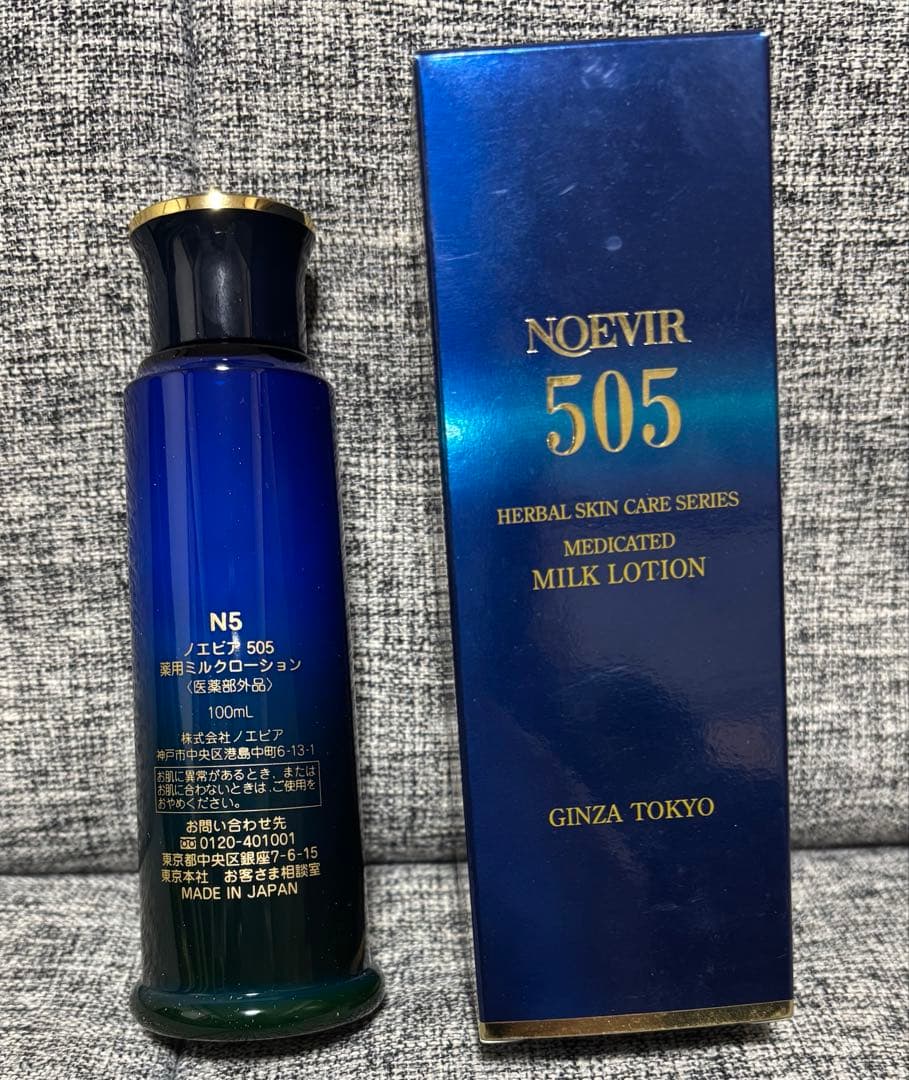 N5
ノエビア 505
薬用ミルクローション
〈医薬部外品〉
100mL
株式会社ノエビア
神戸市中央区港島中町6-13-1
お肌に異常があるとき、または
お肌に合わないときは、ご使用を
おやめください。
お問い合わせ先
0120-401001
東京都中央区銀座7-6-15
東京本社 お客さま相談室
MADE IN JAPAN
NOEVIR
505
HERBAL SKIN CARE SERIES
MEDICATED
MILK LOTION
GINZA TOKYO